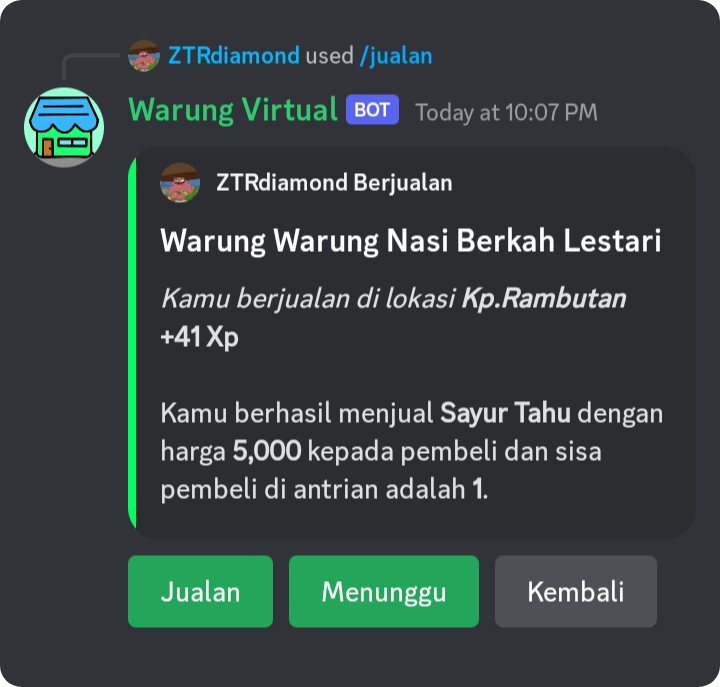 ZTRdiamond used /jualan
Warung Virtual BOT Today at 10:07 PM
ZTRdiamond Berjualan
Warung Warung Nasi Berkah Lestari
Kamu berjualan di lokasi Kp.Rambutan
+41 Xp
Kamu berhasil menjual Sayur Tahu dengan
harga 5,000 kepada pembeli dan sisa
pembeli di antrian adalah 1.
Jualan Menunggu Kembali